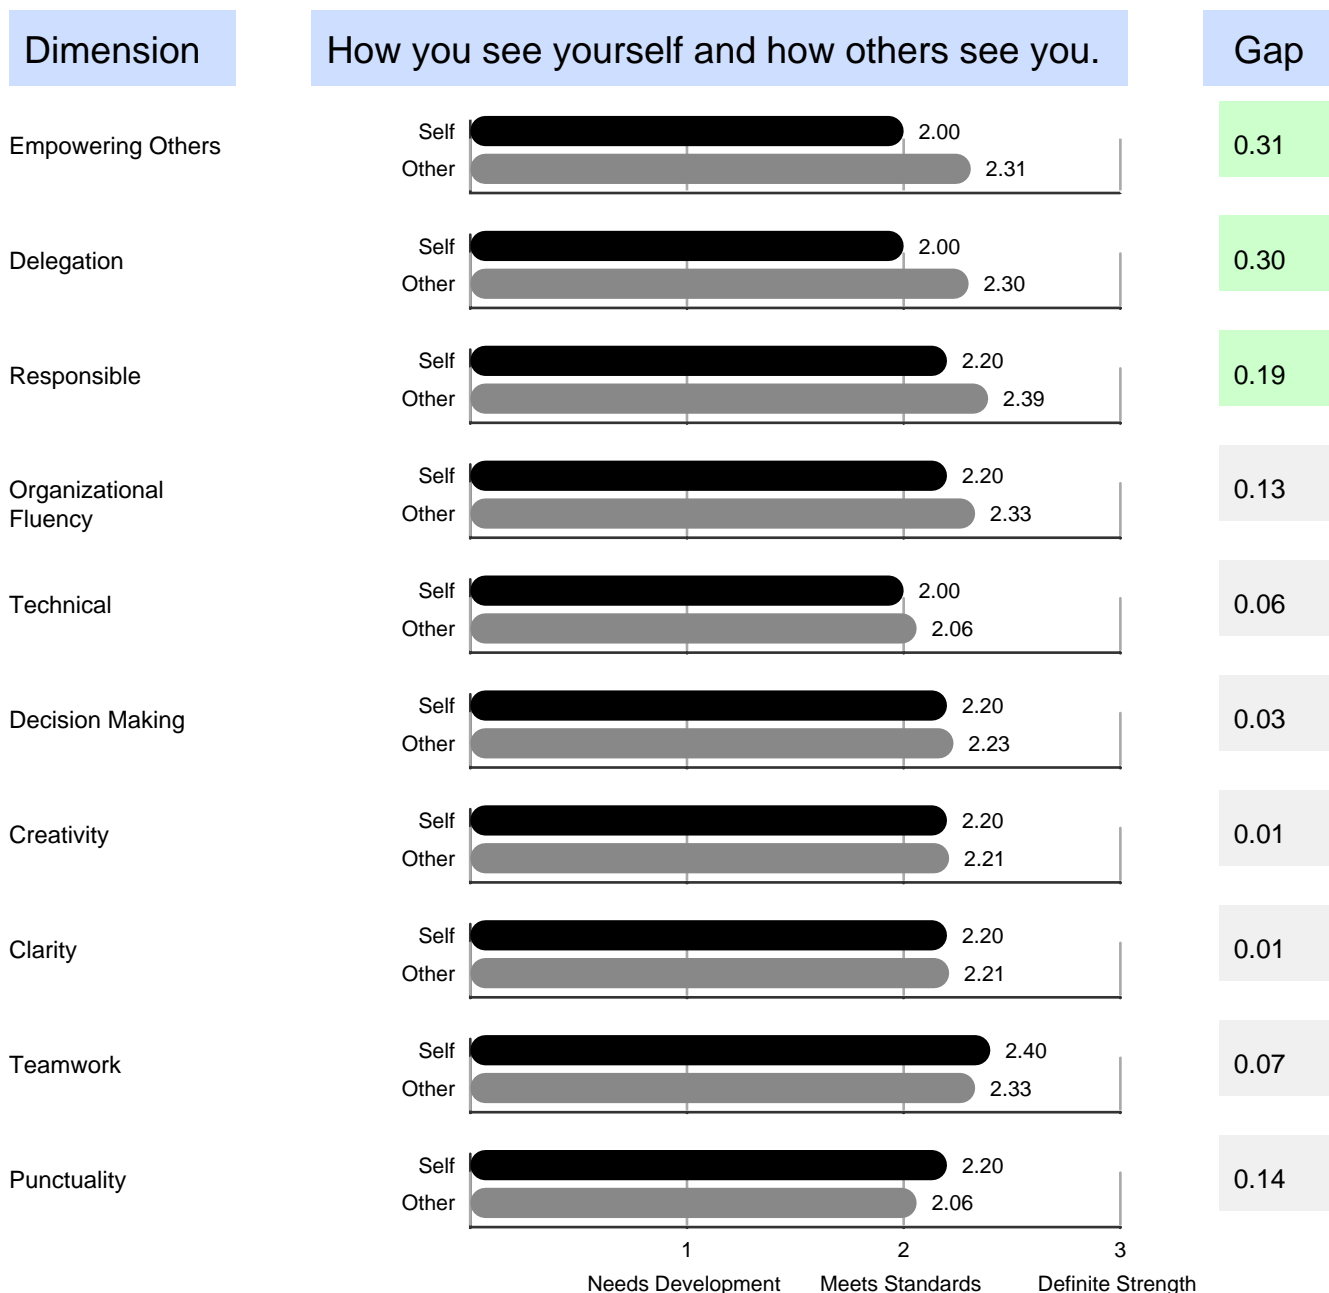 Dimension
How you see yourself and how others see you.
Gap
Empowering Others
Self
2.00
Other
2.31
0.31
Delegation
Self
2.00
Other
2.30
0.30
Responsible
Self
2.20
Other
2.39
0.19
Organizational
Fluency
Self
2.20
Other
2.33
0.13
Technical
Self
2.00
Other
2.06
0.06
Decision Making
Self
2.20
Other
2.23
0.03
Creativity
Self
2.20
Other
2.21
0.01
Clarity
Self
2.20
Other
2.21
0.01
Teamwork
Self
2.40
Other
2.33
0.07
Punctuality
Self
2.20
Other
2.06
0.14
1
2
3
Needs Development
Meets Standards
Definite Strength